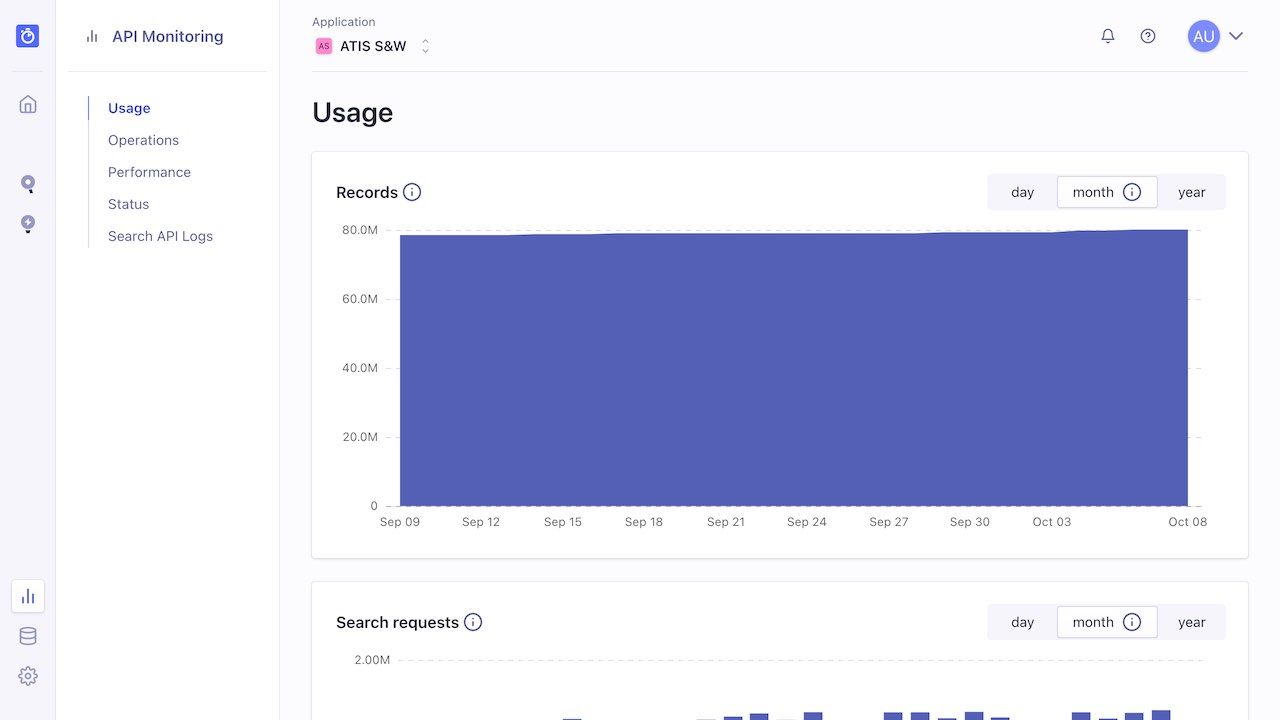 API Monitoring
Usage
Operations
Performance
Status
Search API Logs
Application
AS ATIS S&W
AU
Usage
Records
day month year
80.0M
60.0M
40.0M
20.0M
0
Sep 09 Sep 12 Sep 15 Sep 18 Sep 21 Sep 24 Sep 27 Sep 30 Oct 03 Oct 08
Search requests
day month year
2.00M